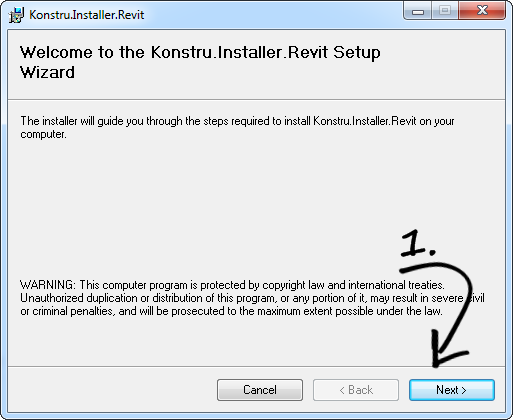 Konstru.Installer.Revit
Welcome to the Konstru.Installer.Revit Setup
Wizard
The installer will guide you through the steps required to install Konstru.Installer.Revit on your
computer.
1.
WARNING: This computer program is protected by copyright law and international treaties.
Unauthorized duplication or distribution of this program, or any portion of it, may result in severe civil
or criminal penalties, and will be prosecuted to the maximum extent possible under the law.
Cancel < Back Next >